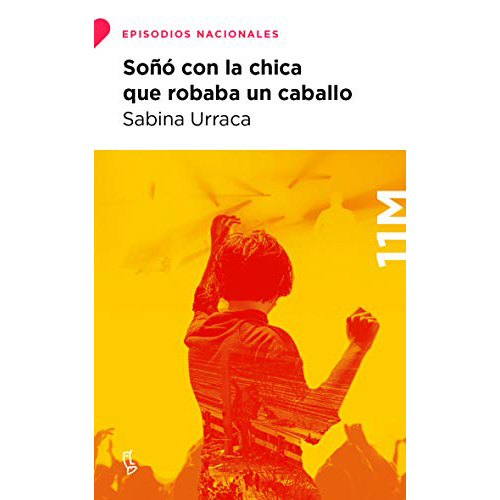 EPISODIOS NACIONALES
Soñó con la chica
que robaba un caballo
Sabina Urraca
11M